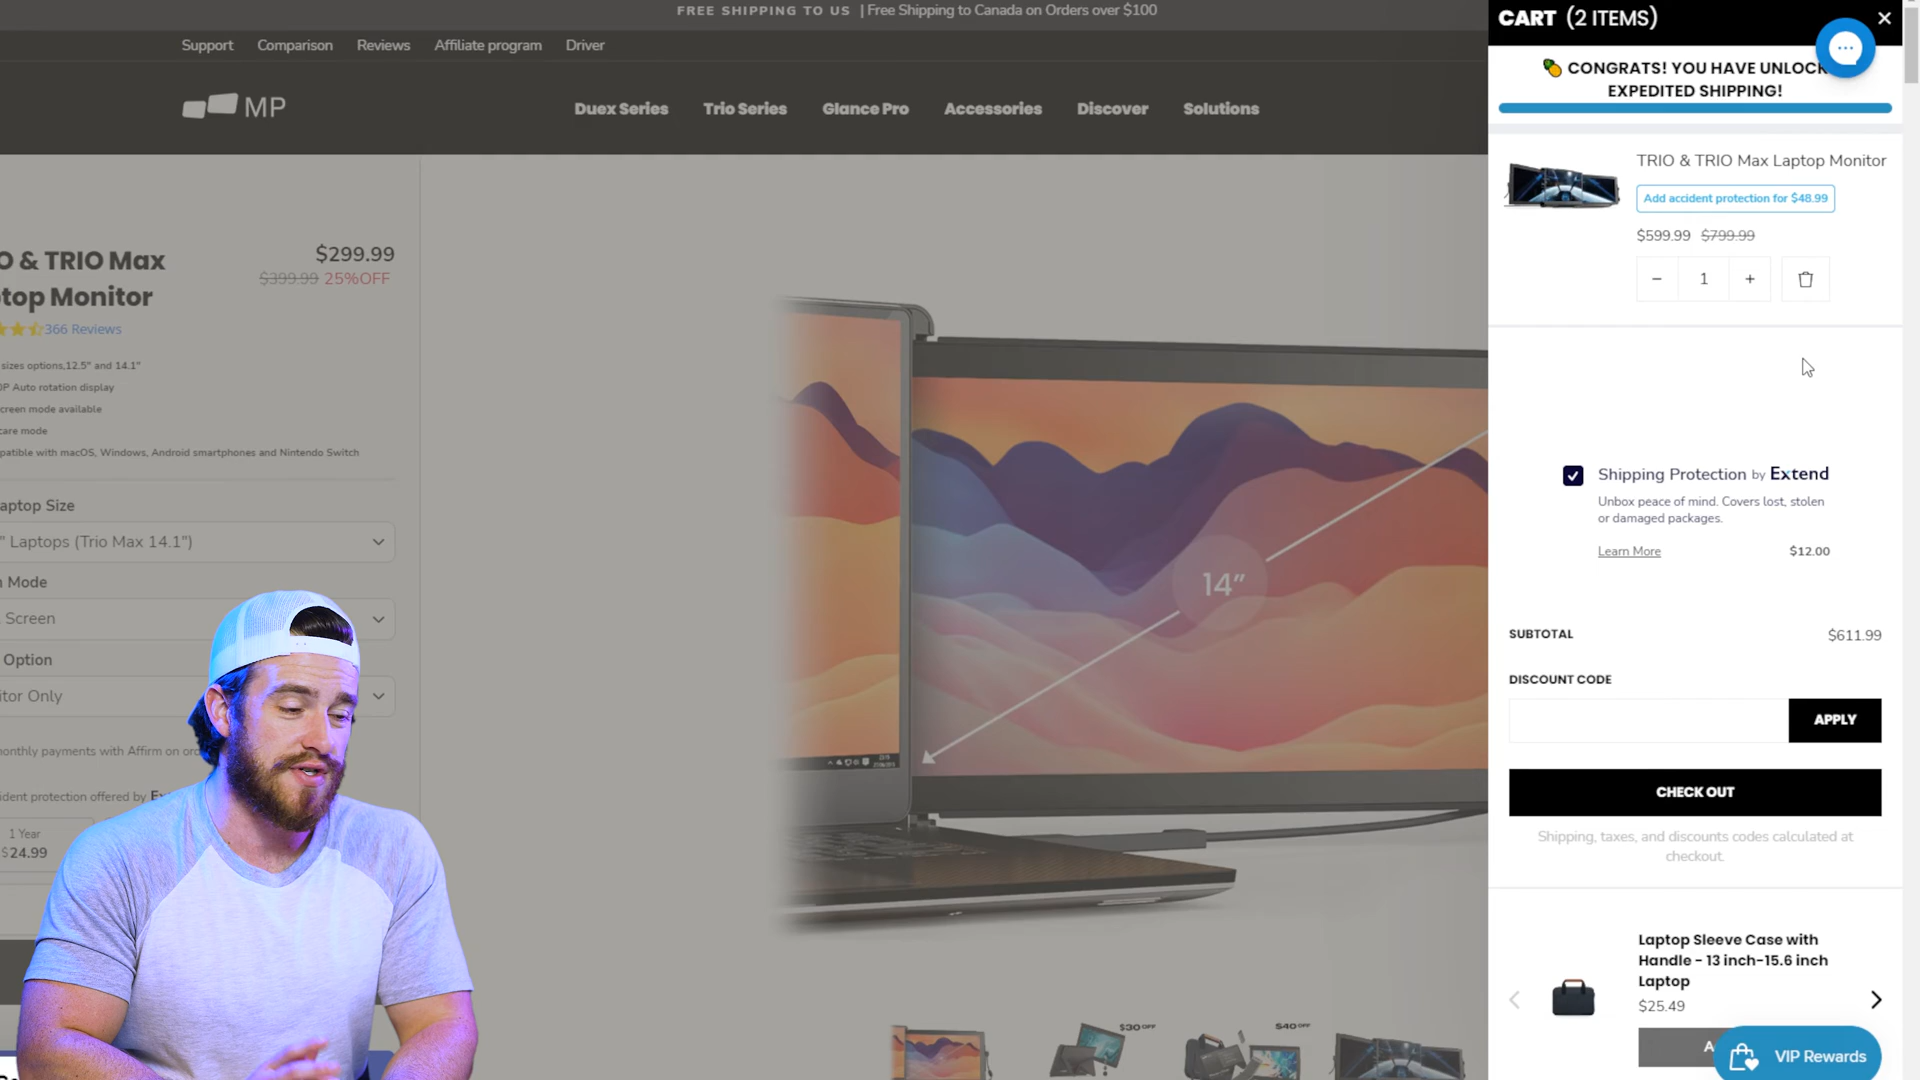 FREE SHIPPING TO US | Free Shipping to Canada on Orders over $100
Support Comparison Reviews Affiliate program Driver
MP
Duex Series Trio Series Glance Pro Accessories Discover Solutions
O & TRIO Max
top Monitor
$299.99
$399.99 25%OFF
366 Reviews
sizes options,12.5" and 14.1"
Auto rotation display
creen mode available
care mode
patible with macOS, Windows, Android smartphones and Nintendo Switch
aptop Size
" Laptops (Trio Max 14.1")
Mode
Screen
Option
itor Only
monthly payments with Affirm on
ident protection offered by
1 Year
$24.99
14"
$30 OFF
$40 OFF
CART (2 ITEMS)
CONGRATS! YOU HAVE UNLOCK
EXPEDITED SHIPPING!
TRIO & TRIO Max Laptop Monitor
Add accident protection for $48.99
$599.99 $799.99
− 1 +
Shipping Protection by Extend
Unbox peace of mind. Covers lost, stolen
or damaged packages.
Learn More $12.00
SUBTOTAL $611.99
DISCOUNT CODE
APPLY
CHECK OUT
Shipping, taxes, and discounts codes calculated at
checkout.
Laptop Sleeve Case with
Handle - 13 inch-15.6 inch
Laptop
$25.49
VIP Rewards